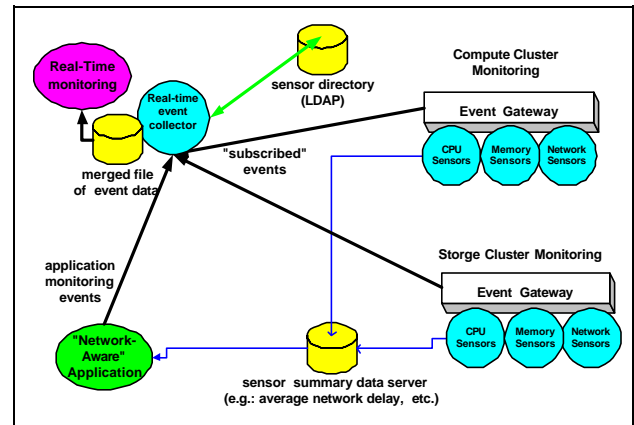 Real-Time
monitoring
Real-time
event
collector
merged file
of event data
sensor directory
(LDAP)
"subscribed"
events
Compute Cluster
Monitoring
Event Gateway
CPU
Sensors
Memory
Sensors
Network
Sensors
application
monitoring
events
"Network-
Aware"
Application
Storge Cluster Monitoring
Event Gateway
CPU
Sensors
Memory
Sensors
Network
Sensors
sensor summary data server
(e.g.: average network delay, etc.)